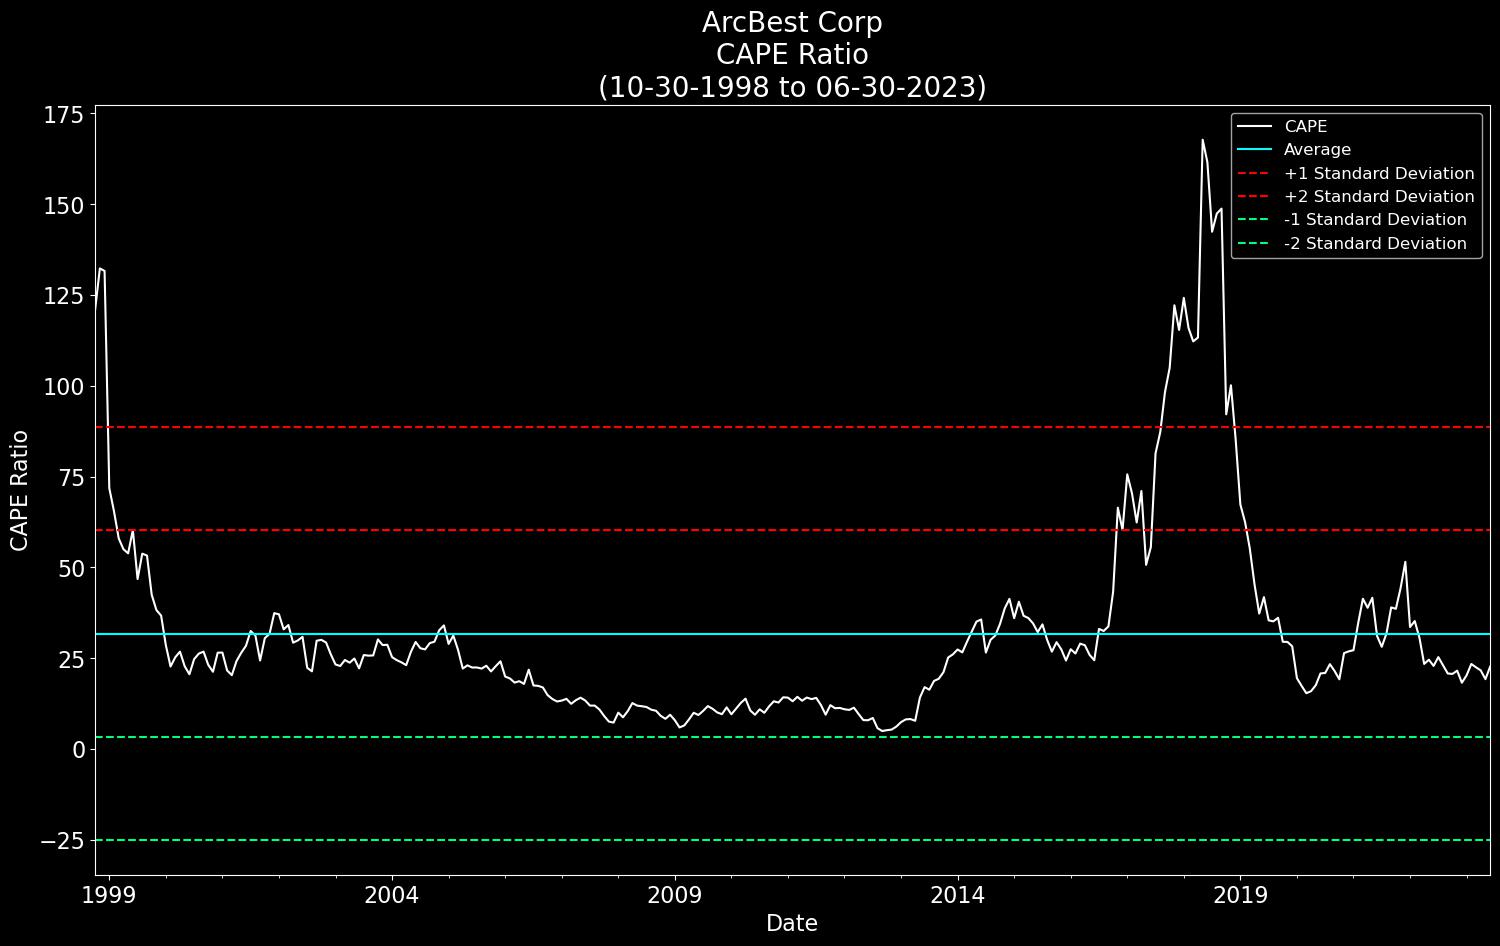 ArcBest Corp
CAPE Ratio
(10-30-1998 to 06-30-2023)
175
150
125
100
75
50
25
0
−25
CAPE Ratio
CAPE
Average
+1 Standard Deviation
+2 Standard Deviation
-1 Standard Deviation
-2 Standard Deviation
1999
2004
2009
2014
2019
Date